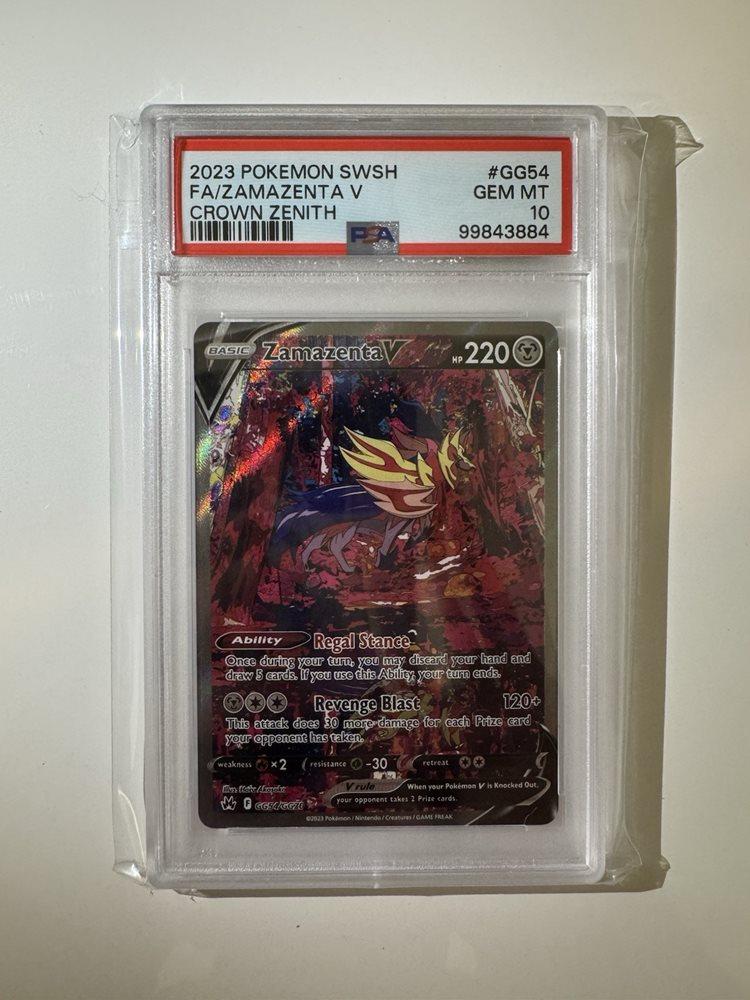 2023 POKEMON SWSH #GG54
FA/ZAMAZENTA V GEM MT
CROWN ZENITH 10
PSA 99843884
BASIC Zamazenta V HP 220
Ability Regal Stance
Once during your turn, you may discard your hand and
draw 5 cards. If you use this Ability, your turn ends.
Revenge Blast 120+
This attack does 30 more damage for each Prize card
your opponent has taken.
weakness ×2 resistance -30 retreat
V rule When your Pokémon V is Knocked Out,
your opponent takes 2 Prize cards.
Illus.
F GG54/GG70
©2023 Pokémon / Nintendo / Creatures / GAME FREAK